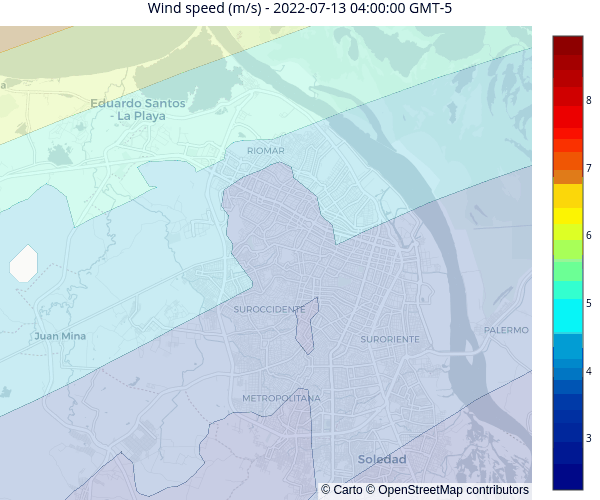 Wind speed (m/s) - 2022-07-13 04:00:00 GMT-5
a
Eduardo Santos
- La Playa
RIOMAR
SUROCCIDENTE
Juan Mina
SURORIENTE
PALERMO
METROPOLITANA
Soledad
© Carto © OpenStreetMap contributors
8
7
6
5
4
3